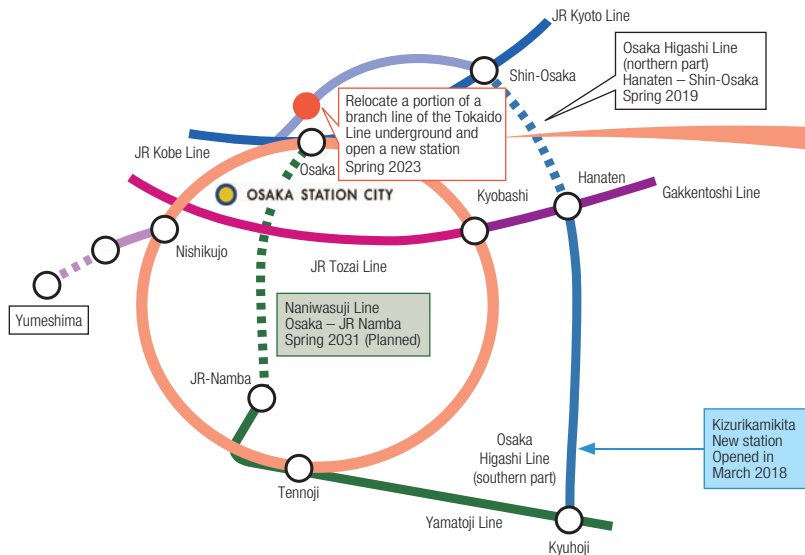 JR Kyoto Line
Shin-Osaka
Osaka Higashi Line
(northern part)
Hanaten – Shin-Osaka
Spring 2019
Relocate a portion of a
branch line of the Tokaido
Line underground and
open a new station
Spring 2023
JR Kobe Line
Osaka
OSAKA STATION CITY
Kyobashi
Hanaten
Gakkentoshi Line
Nishikujo
JR Tozai Line
Yumeshima
Naniwasuji Line
Osaka – JR Namba
Spring 2031 (Planned)
JR-Namba
Kizurikamikita
New station
Opened in
March 2018
Osaka
Higashi Line
(southern part)
Tennoji
Yamatoji Line
Kyuhoji